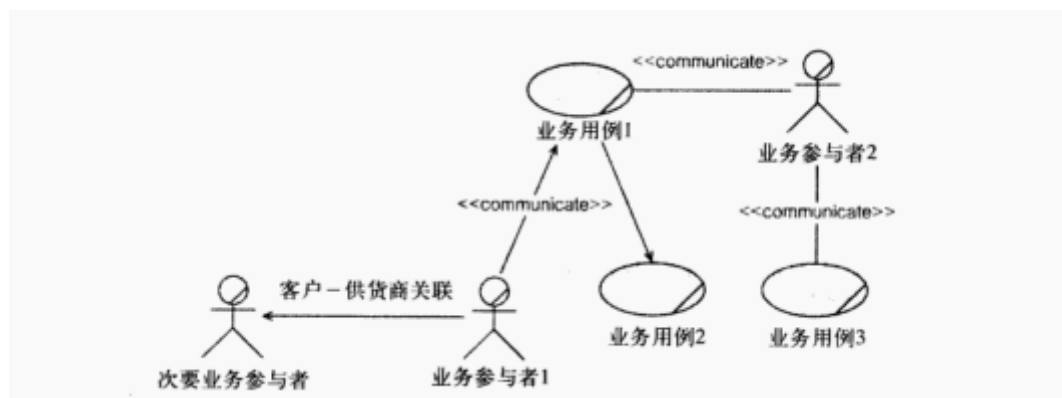 <<communicate>>
业务用例1
业务参与者2
<<communicate>>
<<communicate>>
客户－供货商关联
业务用例2
业务用例3
次要业务参与者
业务参与者1